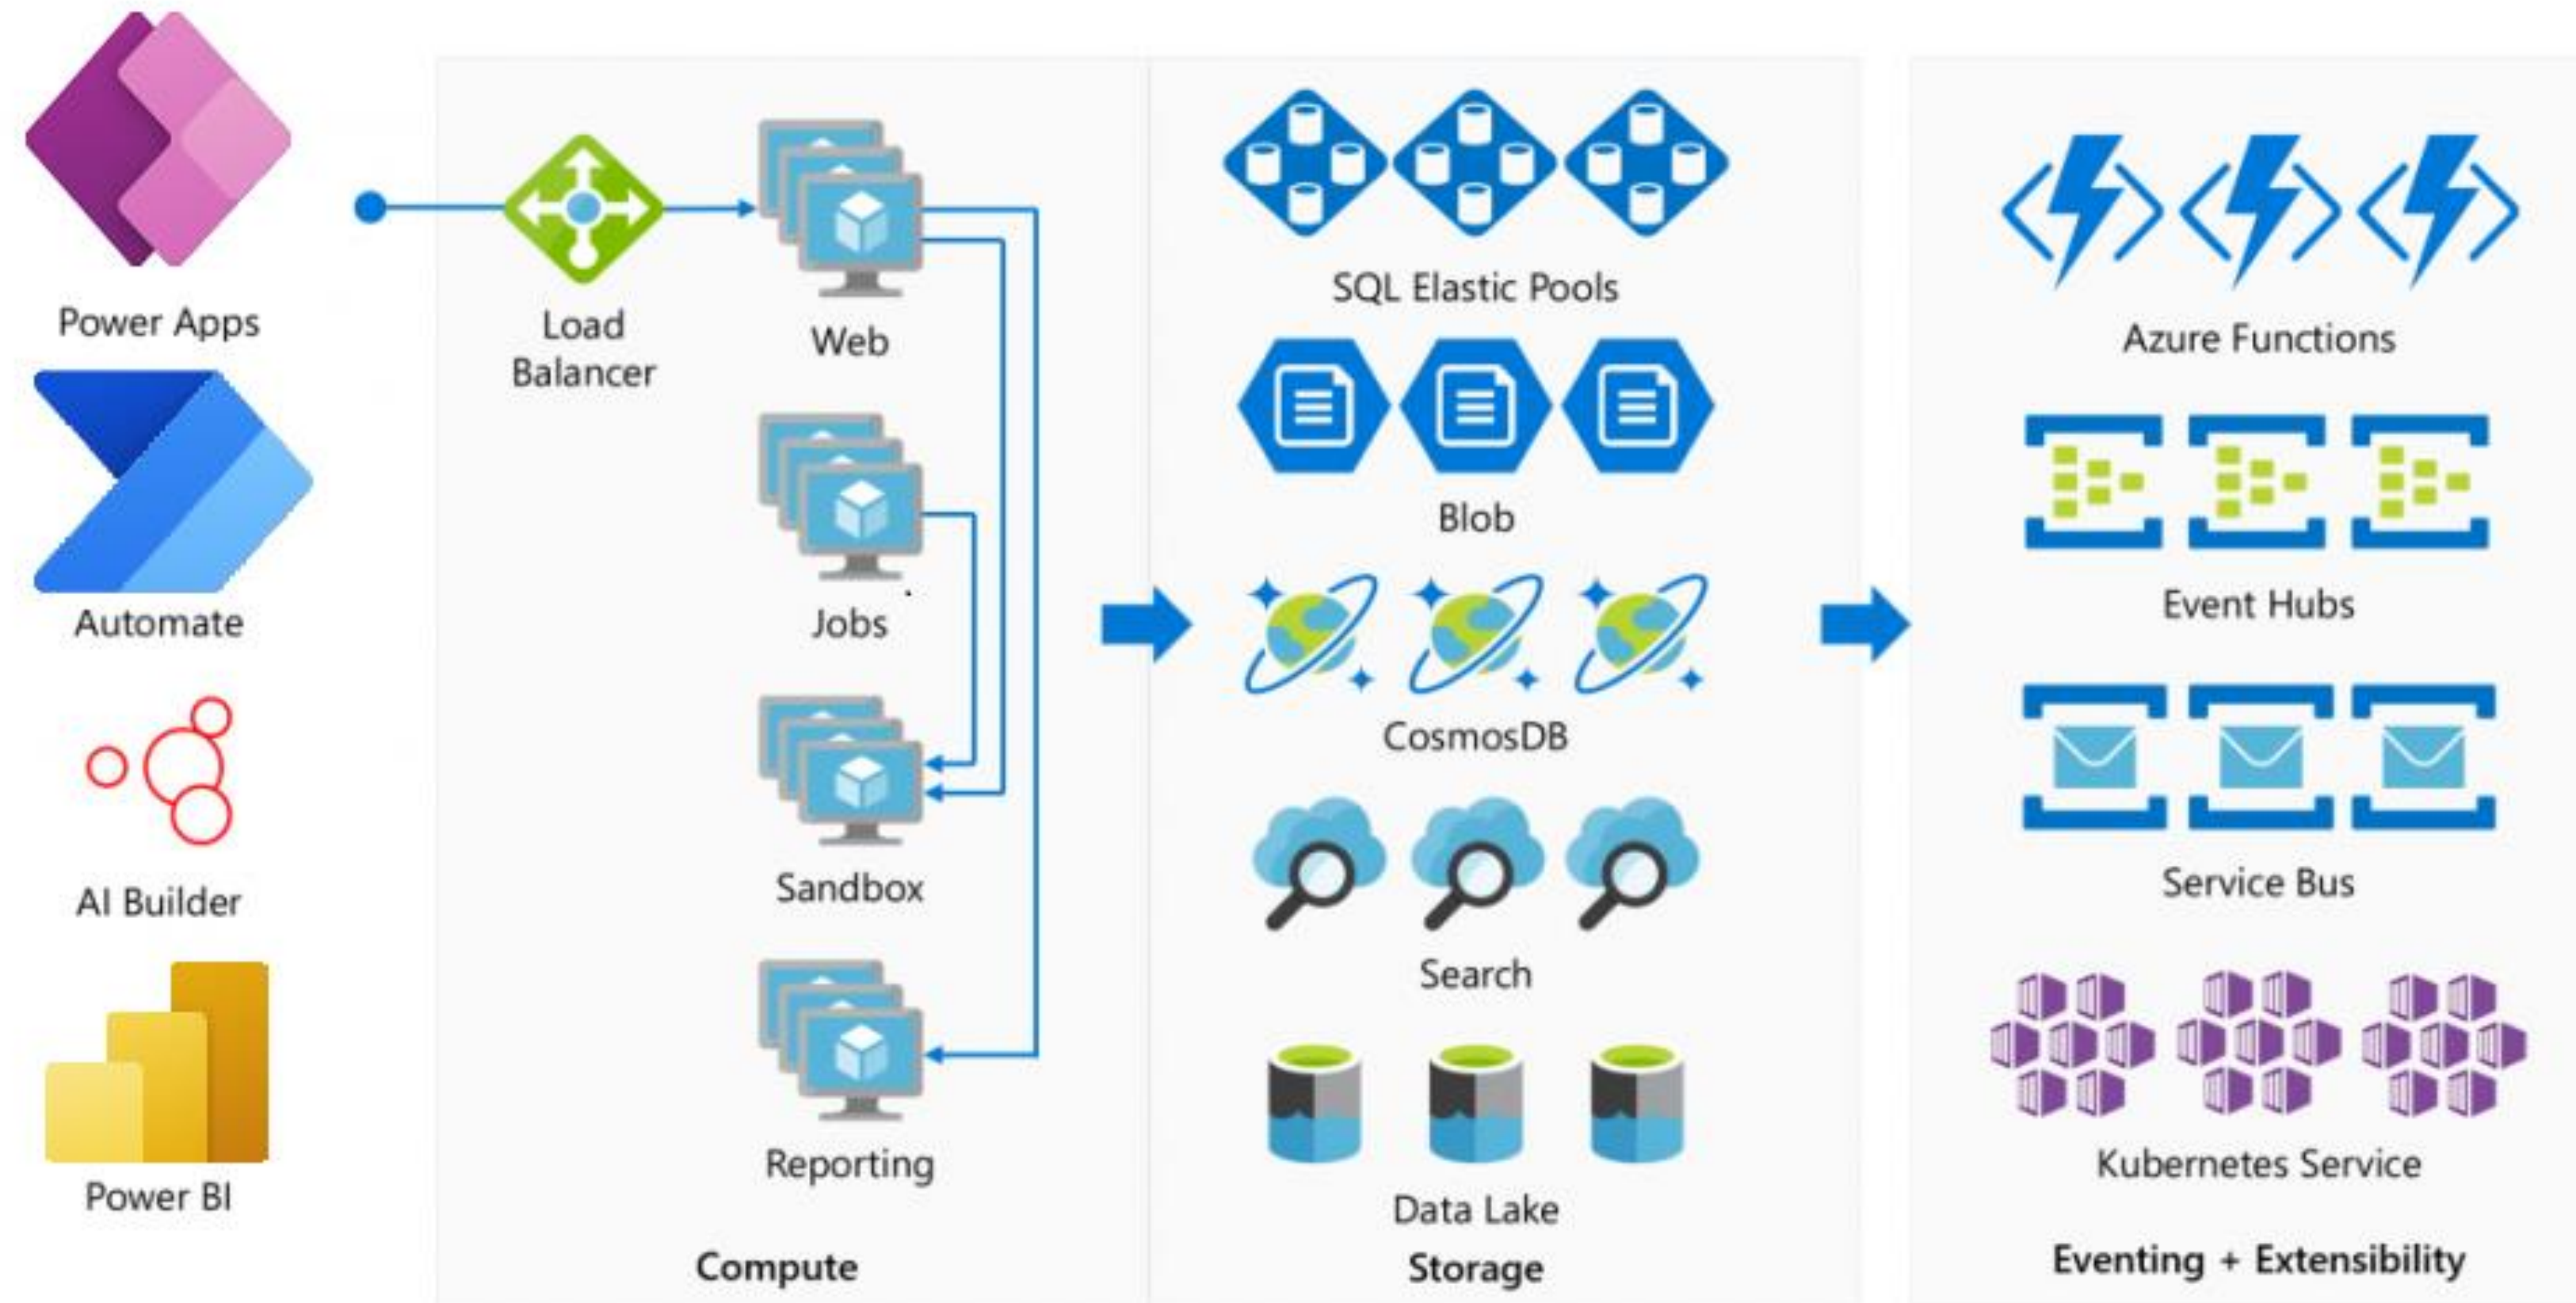 Power Apps
Automate
AI Builder
Power BI
Load
Balancer
Web
Jobs
Sandbox
Reporting
Compute
SQL Elastic Pools
Blob
CosmosDB
Search
Data Lake
Storage
Azure Functions
Event Hubs
Service Bus
Kubernetes Service
Eventing + Extensibility